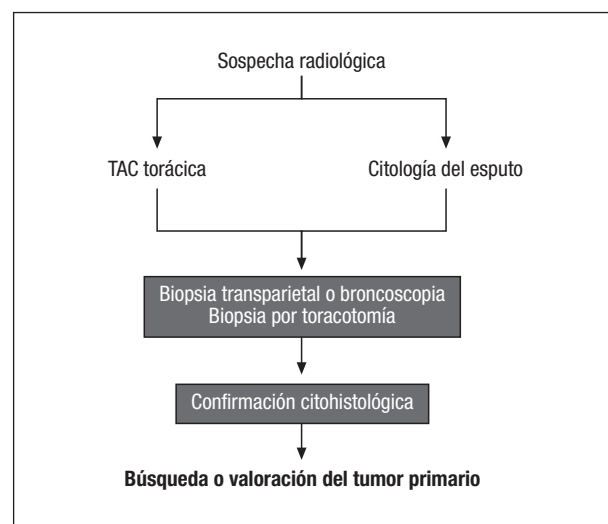 Sospecha radiológica
TAC torácica
Citología del esputo
Biopsia transparietal o broncoscopia
Biopsia por toracotomía
Confirmación citohistológica
Búsqueda o valoración del tumor primario